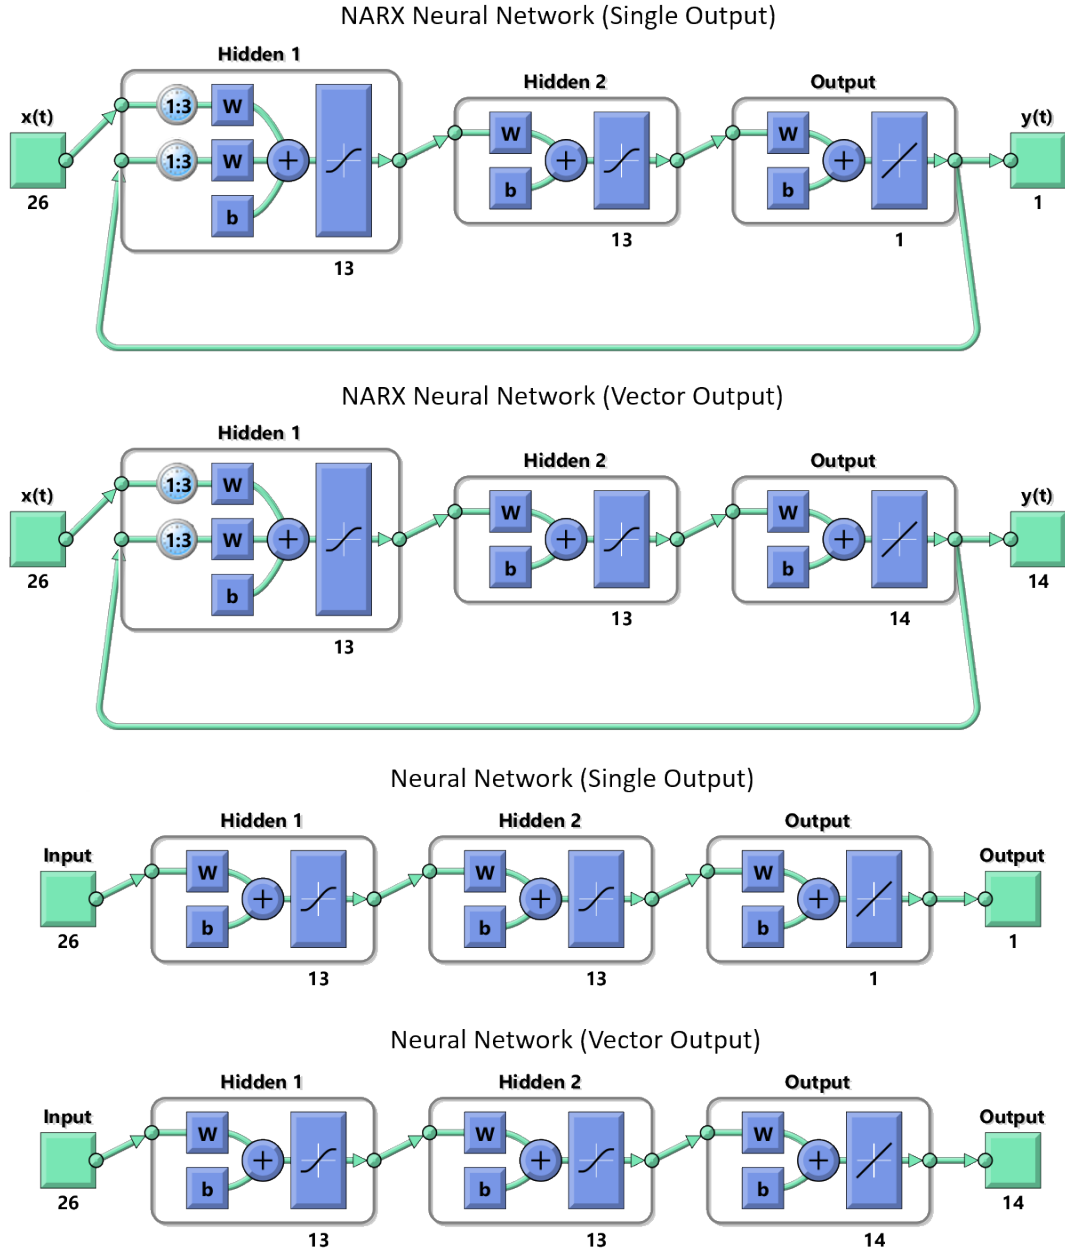 NARX Neural Network (Single Output)
Hidden 1
Hidden 2
Output
x(t)
1:3
W
W
y(t)
1:3
W
W
W
26
b
b
b
1
13
13
1
NARX Neural Network (Vector Output)
Hidden 1
Hidden 2
Output
x(t)
1:3
W
W
W
y(t)
1:3
W
26
b
b
b
14
13
13
14
Neural Network (Single Output)
Hidden 1
Hidden 2
Output
Input
W
W
W
Output
26
b
b
b
1
13
13
1
Neural Network (Vector Output)
Hidden 1
Hidden 2
Output
Input
W
W
W
Output
26
b
b
b
14
13
13
14